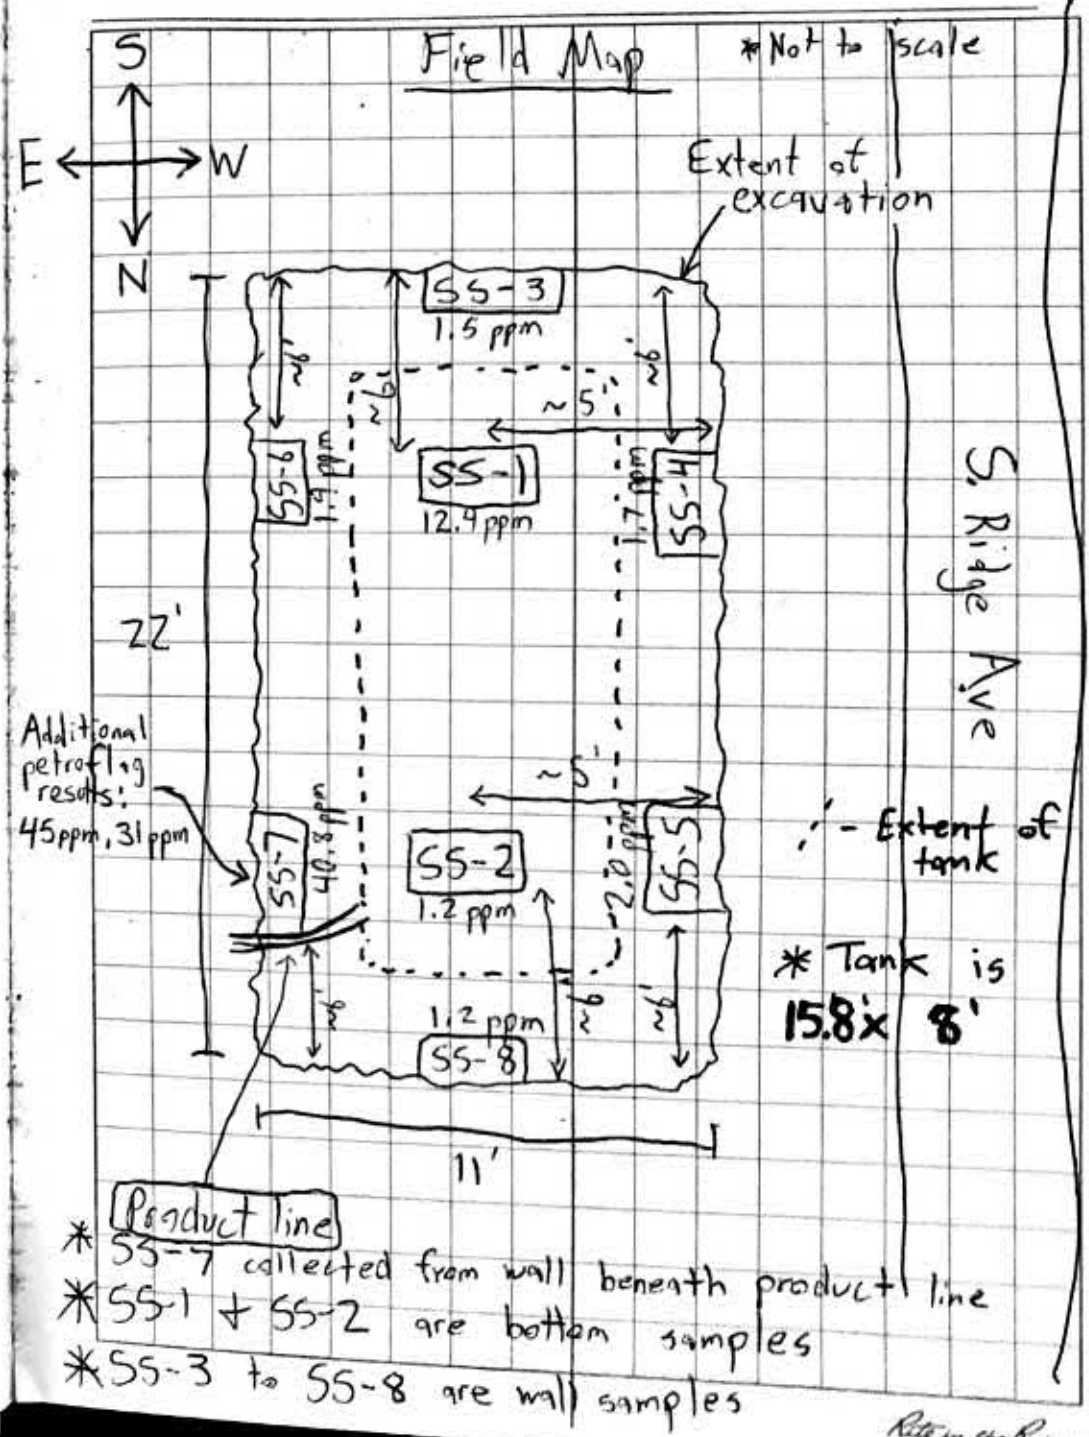 S
Field Map
*Not to scale
E
W
N
Extent of
excavation
SS-3
1.5 ppm
~6'
~6'
~6'
~5'
SS-6
1.9 ppm
SS-1
12.9 ppm
1.7 ppm
SS-4
S. Ridge Ave
22'
Additional
petroflag
results:
45ppm, 31ppm
~5'
SS-7
40.8 ppm
SS-2
1.2 ppm
2.0 ppm
SS-5
- Extent of
tank
* Tank is
15.8' x 8'
~6'
1.2 ppm
SS-8
~6'
~6'
11'
Product line
* SS-7 collected from wall beneath product line
* SS-1 + SS-2 are bottom samples
* SS-3 to SS-8 are wall samples
Rite in the R